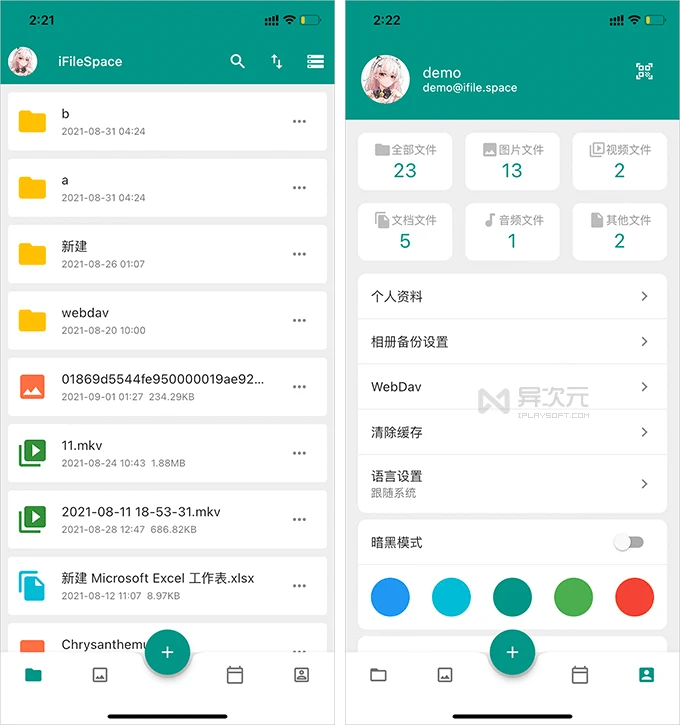 2:21
iFileSpace
b
2021-08-31 04:24
a
2021-08-31 04:24
新建
2021-08-26 01:07
webdav
2021-08-20 10:00
01869d5544fe950000019ae92...
2021-09-01 01:27 234.29KB
11.mkv
2021-08-24 10:43 1.88MB
2021-08-11 18-53-31.mkv
2021-08-28 12:47 686.82KB
新建 Microsoft Excel 工作表.xlsx
2021-08-12 11:07 8.97KB
2:22
demo
demo@ifile.space
全部文件
23
图片文件
13
视频文件
2
文档文件
5
音频文件
1
其他文件
2
个人资料
相册备份设置
WebDav
清除缓存
语言设置
跟随系统
暗黑模式
异次元
IPLAYSOFT.COM